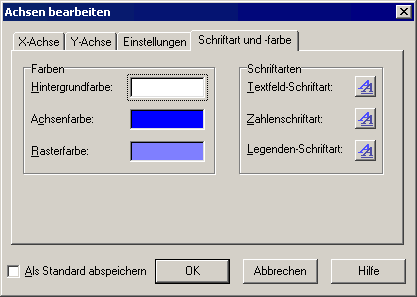 Achsen bearbeiten
X-Achse Y-Achse Einstellungen Schriftart und -farbe
Farben
Hintergrundfarbe:
Achsenfarbe:
Rasterfarbe:
Schriftarten
Textfeld-Schriftart:
Zahlenschriftart:
Legenden-Schriftart:
Als Standard abspeichern OK Abbrechen Hilfe